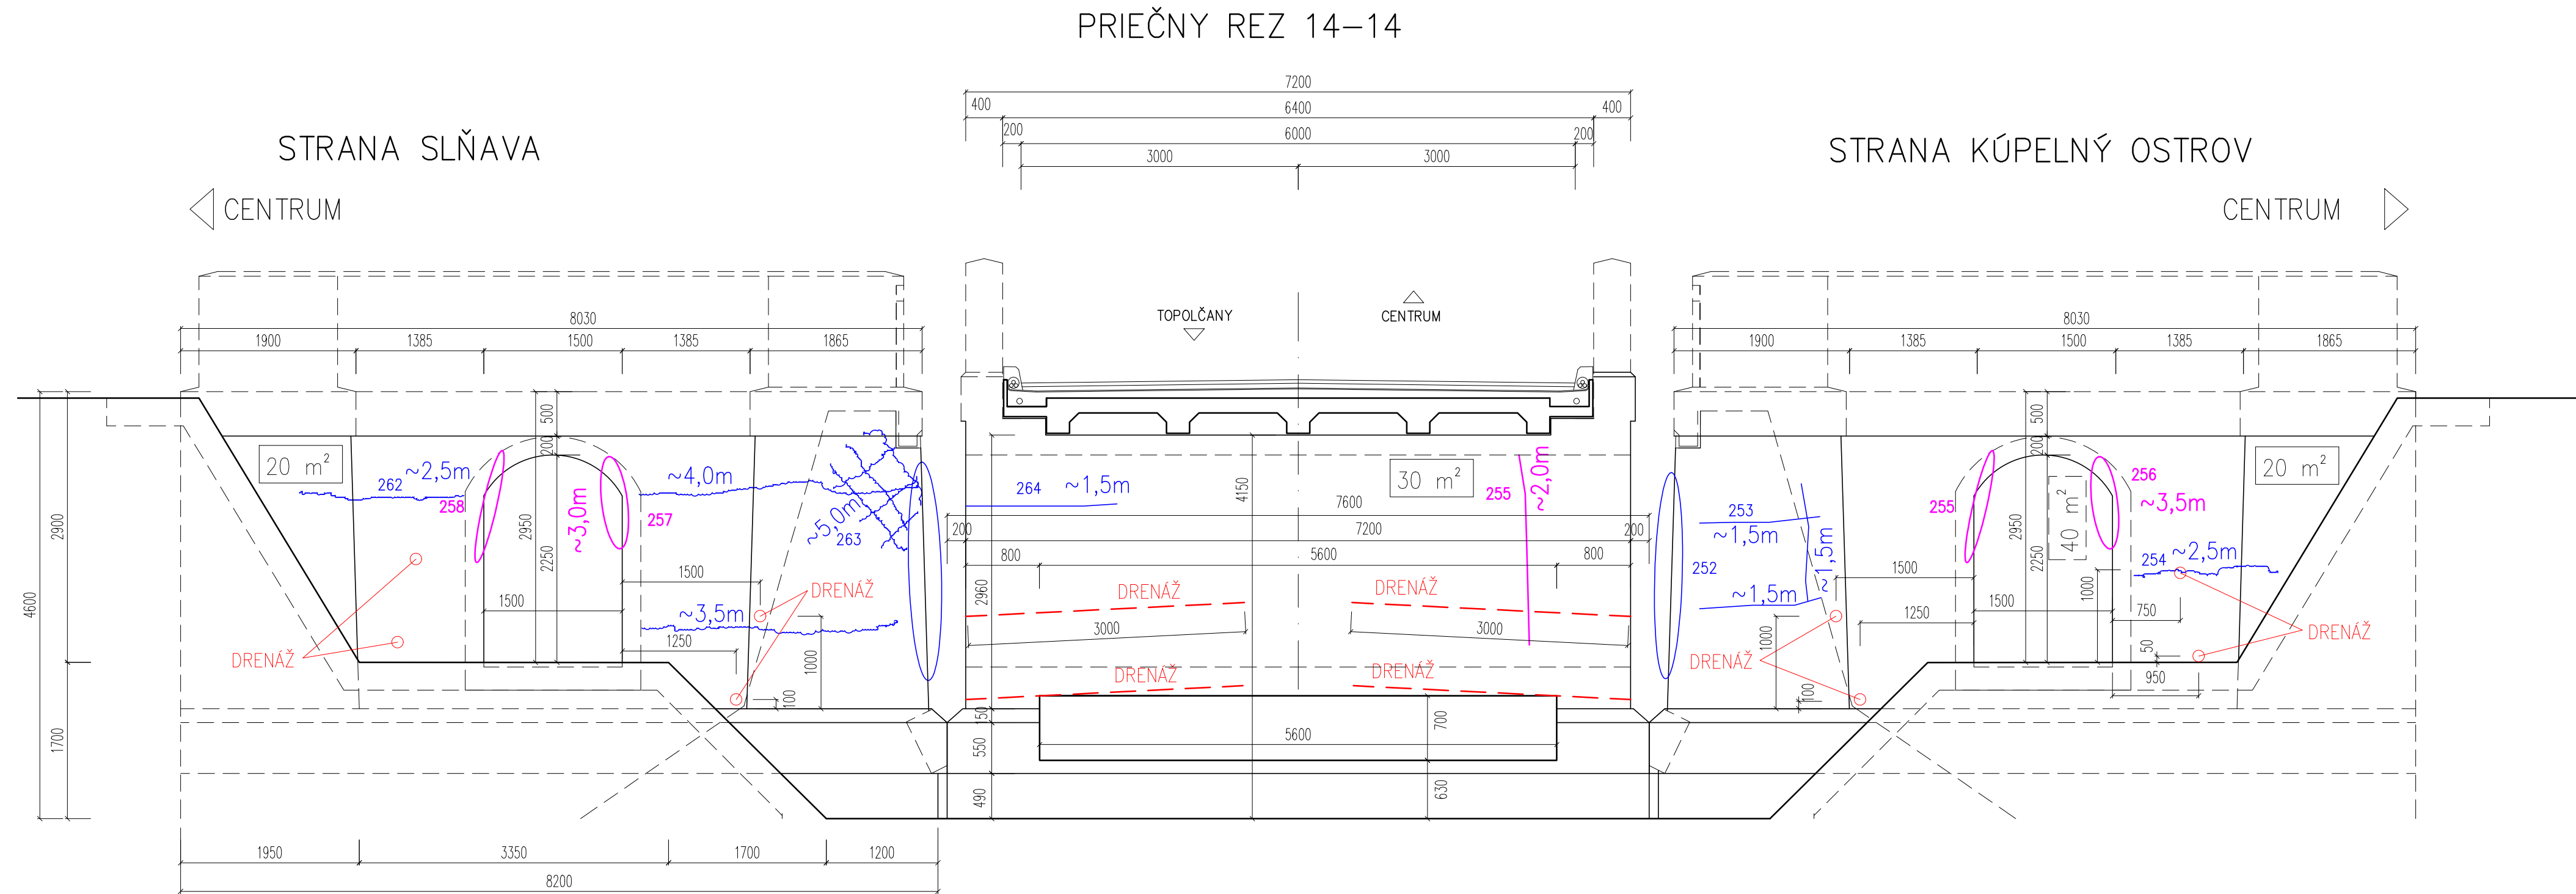 PRIEČNY REZ 14–14
7200
400
6400
400
200
6000
200
3000
3000
STRANA SLŇAVA
STRANA KÚPELNÝ OSTROV
CENTRUM
CENTRUM
TOPOLČANY
CENTRUM
8030
1900
1385
1500
1385
1865
8030
1900
1385
1500
1385
1865
20 m²
262
~2,5m
258
500
200
2950
2250
~3,0m
257
~4,0m
~5,0m
263
264
~1,5m
4150
30 m²
255
~2,0m
7600
200
7200
200
800
5600
800
253
~1,5m
252
~1,5m
~1,5m
255
500
200
2950
2250
40 m²
256
~3,5m
20 m²
254
~2,5m
2900
4600
1700
1500
1500
DRENÁŽ
~3,5m
1250
1000
100
DRENÁŽ
2960
DRENÁŽ
DRENÁŽ
3000
3000
DRENÁŽ
DRENÁŽ
1500
1250
1500
1000
1000
750
50
950
DRENÁŽ
100
DRENÁŽ
150
550
490
5600
700
630
1950
3350
1700
1200
8200